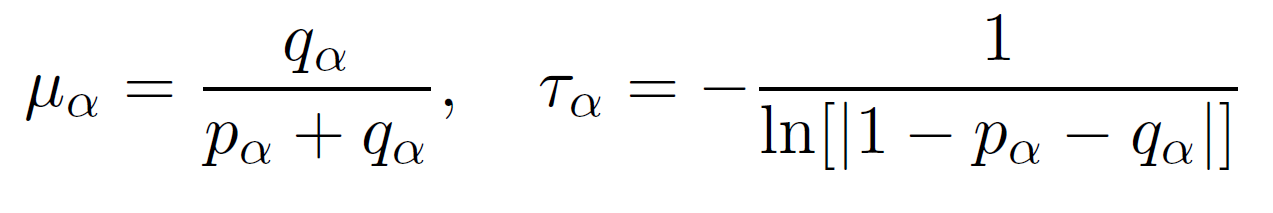 μ_α = q_α / (p_α + q_α),   τ_α = − 1 / ln[|1 − p_α − q_α|]